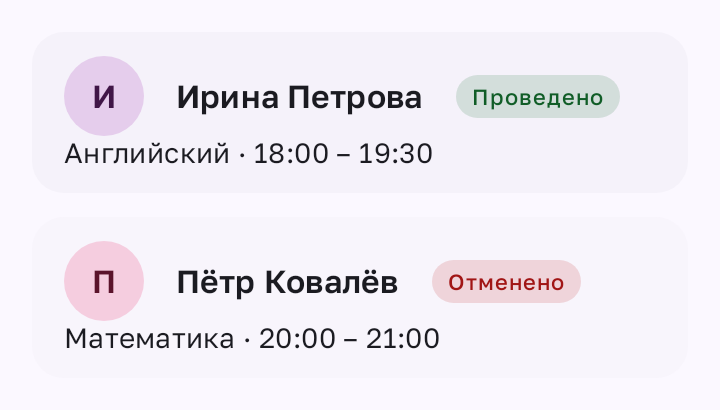 И Ирина Петрова Проведено
Английский · 18:00 – 19:30
П Пётр Ковалёв Отменено
Математика · 20:00 – 21:00